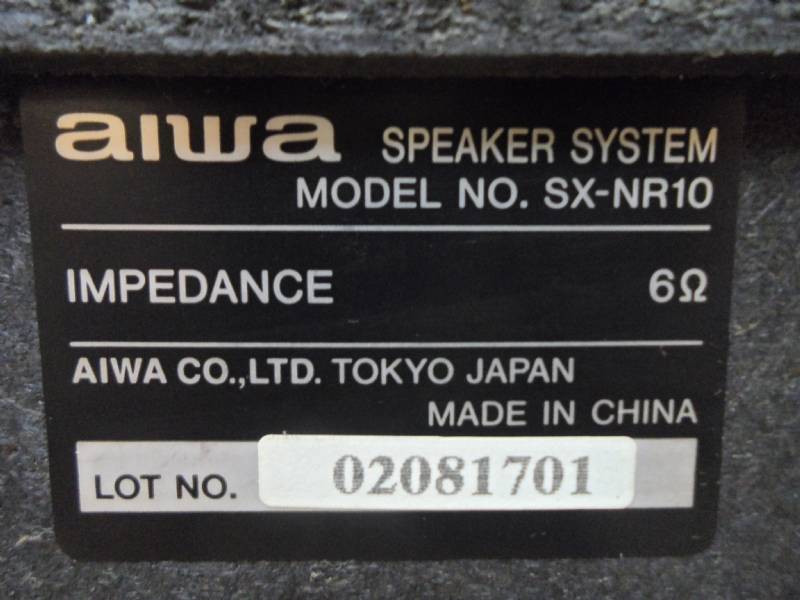 aiwa SPEAKER SYSTEM
MODEL NO. SX-NR10
IMPEDANCE 6Ω
AIWA CO.,LTD. TOKYO JAPAN
MADE IN CHINA
LOT NO. 02081701